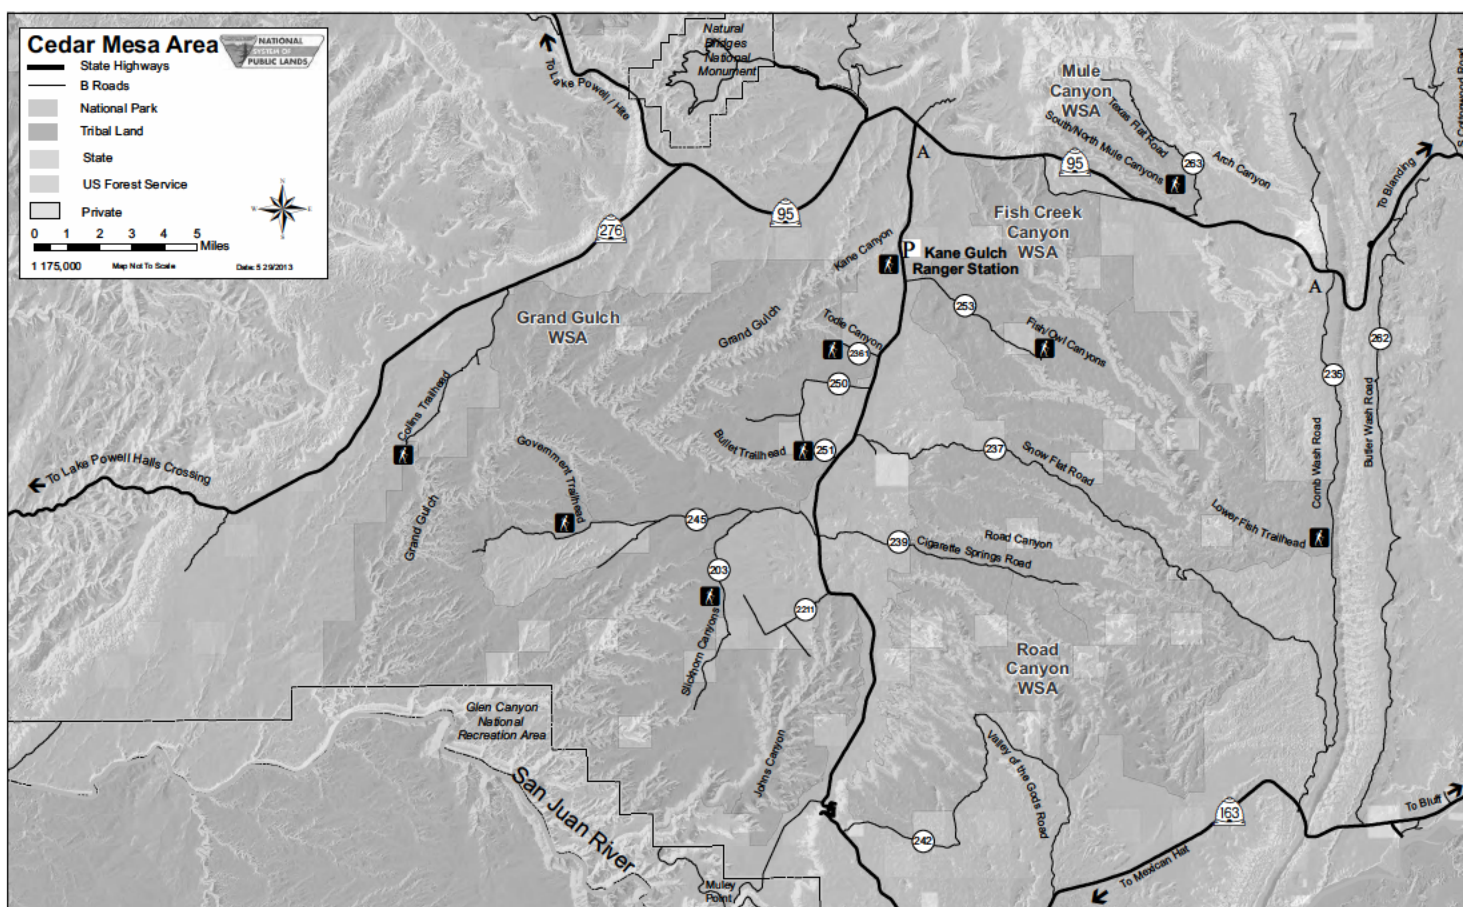 Cedar Mesa Area
NATIONAL
SYSTEM OF
PUBLIC LANDS
State Highways
B Roads
National Park
Tribal Land
State
US Forest Service
Private
0 1 2 3 4 5
Miles
1 175,000
Map Not To Scale
Date: 5 29/2013
N
W
E
S
To Lake Powell / Hite
Natural
Bridges
National
Monument
Mule
Canyon
WSA
Texas Flat Road
South/North Mule Canyons
263
Arch Canyon
95
To Blanding
S Cottonwood Road
A
95
276
Fish Creek
Canyon
WSA
Kane Canyon
P
Kane Gulch
Ranger Station
A
253
Fish/Owl Canyons
Grand Gulch
WSA
Grand Gulch
Todie Canyon
2361
250
262
235
Collins Trailhead
Government Trailhead
Bullet Trailhead
251
237
Snow Flat Road
Comb Wash Road
Butler Wash Road
To Lake Powell Halls Crossing
Grand Gulch
245
Lower Fish Trailhead
239
Cigarette Springs Road
Road Canyon
203
Slickhorn Canyons
2211
Road
Canyon
WSA
Glen Canyon
National
Recreation Area
San Juan River
Johns Canyon
Valley of the Gods Road
242
163
To Bluff
To Mexican Hat
Muley
Point